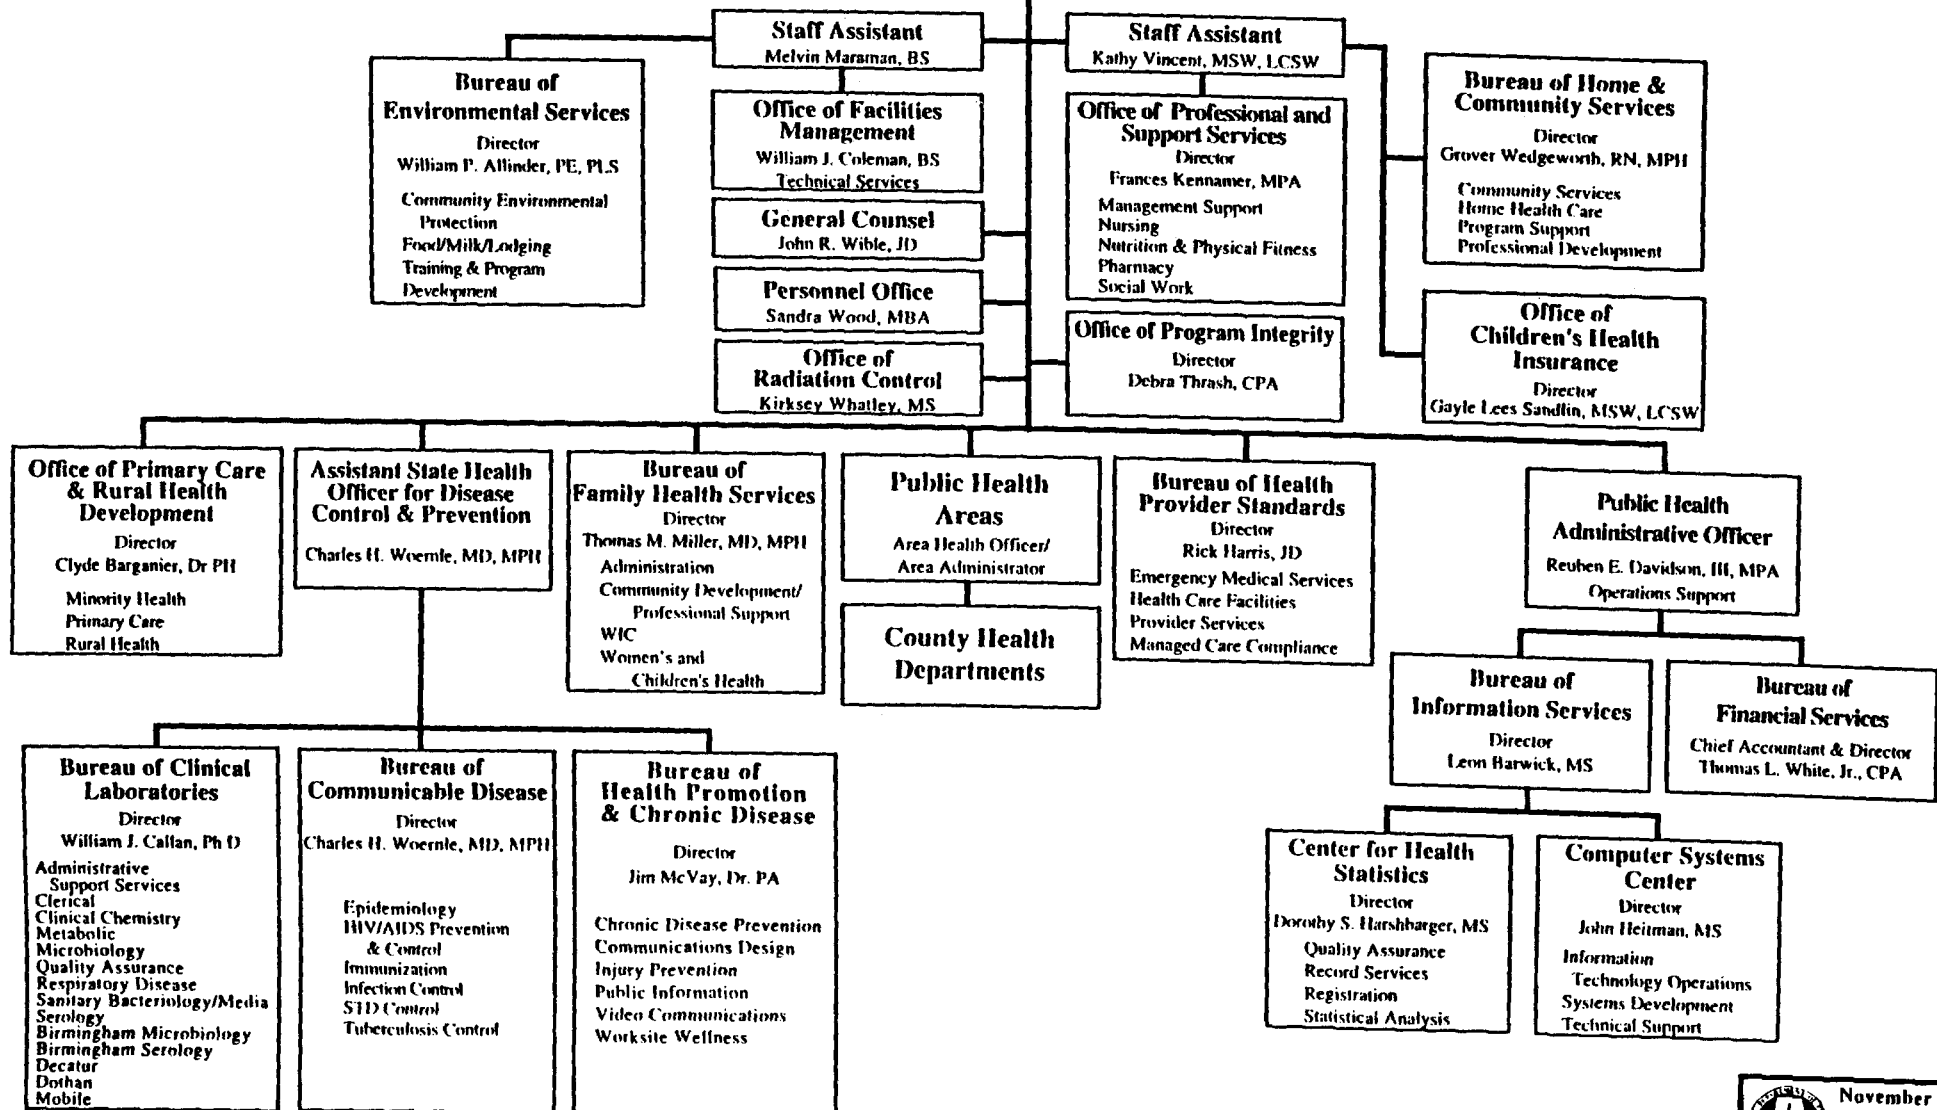 Staff Assistant
Melvin Maraman, BS
Staff Assistant
Kathy Vincent, MSW, LCSW
Bureau of
Environmental Services
Director
William P. Allinder, PE, PLS
Community Environmental
Protection
Food/Milk/Lodging
Training & Program
Development
Office of Facilities
Management
William J. Coleman, BS
Technical Services
General Counsel
John R. Wible, JD
Personnel Office
Sandra Wood, MBA
Office of
Radiation Control
Kirksey Whatley, MS
Office of Professional and
Support Services
Director
Frances Kennamer, MPA
Management Support
Nursing
Nutrition & Physical Fitness
Pharmacy
Social Work
Office of Program Integrity
Director
Debra Thrash, CPA
Bureau of Home &
Community Services
Director
Grover Wedgeworth, RN, MPH
Community Services
Home Health Care
Program Support
Professional Development
Office of
Children's Health
Insurance
Director
Gayle Lees Sandlin, MSW, LCSW
Office of Primary Care
& Rural Health
Development
Director
Clyde Barganier, Dr PH
Minority Health
Primary Care
Rural Health
Assistant State Health
Officer for Disease
Control & Prevention
Charles H. Woernle, MD, MPH
Bureau of
Family Health Services
Director
Thomas M. Miller, MD, MPH
Administration
Community Development/
Professional Support
WIC
Women's and
Children's Health
Public Health
Areas
Area Health Officer/
Area Administrator
County Health
Departments
Bureau of Health
Provider Standards
Director
Rick Harris, JD
Emergency Medical Services
Health Care Facilities
Provider Services
Managed Care Compliance
Public Health
Administrative Officer
Reuben E. Davidson, III, MPA
Operations Support
Bureau of
Information Services
Director
Leon Barwick, MS
Bureau of
Financial Services
Chief Accountant & Director
Thomas L. White, Jr., CPA
Bureau of Clinical
Laboratories
Director
William J. Callan, Ph D
Administrative
Support Services
Clerical
Clinical Chemistry
Metabolic
Microbiology
Quality Assurance
Respiratory Disease
Sanitary Bacteriology/Media
Serology
Birmingham Microbiology
Birmingham Serology
Decatur
Dothan
Mobile
Bureau of
Communicable Disease
Director
Charles H. Woernle, MD, MPH
Epidemiology
HIV/AIDS Prevention
& Control
Immunization
Infection Control
STD Control
Tuberculosis Control
Bureau of
Health Promotion
& Chronic Disease
Director
Jim McVay, Dr. PA
Chronic Disease Prevention
Communications Design
Injury Prevention
Public Information
Video Communications
Worksite Wellness
Center for Health
Statistics
Director
Dorothy S. Harshbarger, MS
Quality Assurance
Record Services
Registration
Statistical Analysis
Computer Systems
Center
Director
John Heitman, MS
Information
Technology Operations
Systems Development
Technical Support
November